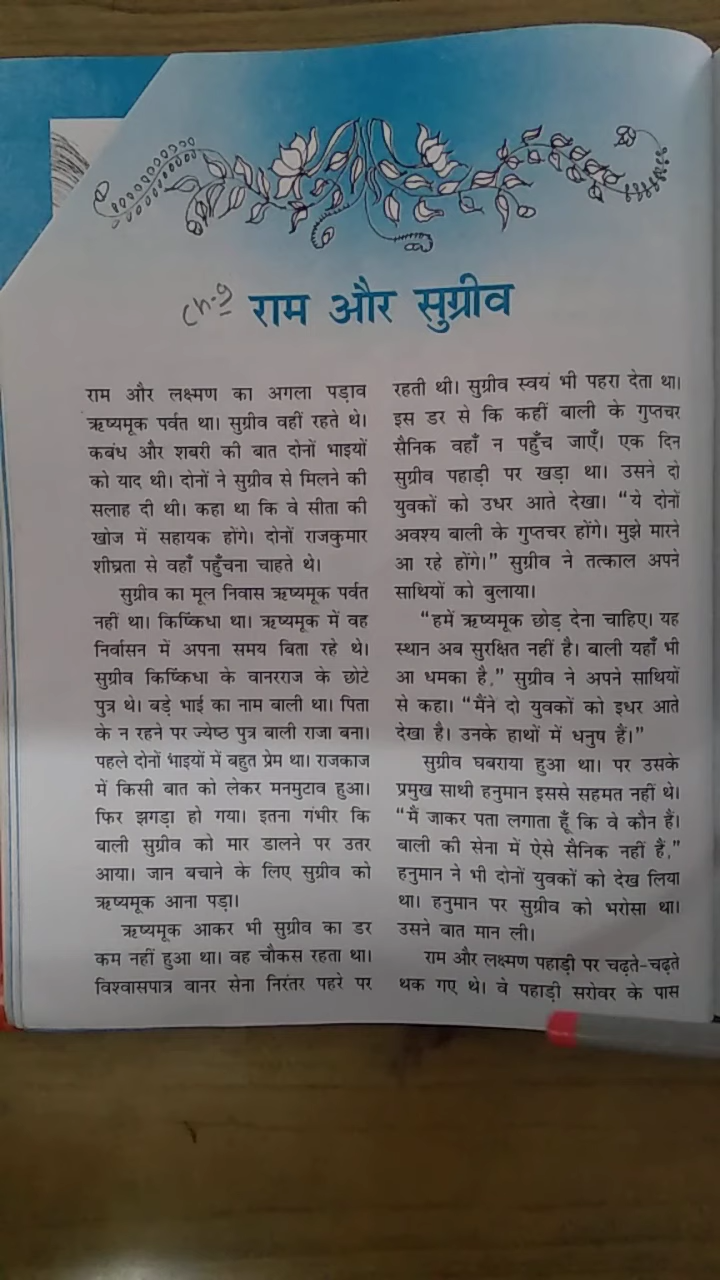 ch-9
राम और सुग्रीव
राम और लक्ष्मण का अगला पड़ाव
ऋष्यमूक पर्वत था। सुग्रीव वहीं रहते थे।
कबंध और शबरी की बात दोनों भाइयों
को याद थी। दोनों ने सुग्रीव से मिलने की
सलाह दी थी। कहा था कि वे सीता की
खोज में सहायक होंगे। दोनों राजकुमार
शीघ्रता से वहाँ पहुँचना चाहते थे।
सुग्रीव का मूल निवास ऋष्यमूक पर्वत
नहीं था। किष्किंधा था। ऋष्यमूक में वह
निर्वासन में अपना समय बिता रहे थे।
सुग्रीव किष्किंधा के वानरराज के छोटे
पुत्र थे। बड़े भाई का नाम बाली था। पिता
के न रहने पर ज्येष्ठ पुत्र बाली राजा बना।
पहले दोनों भाइयों में बहुत प्रेम था। राजकाज
में किसी बात को लेकर मनमुटाव हुआ।
फिर झगड़ा हो गया। इतना गंभीर कि
बाली सुग्रीव को मार डालने पर उतर
आया। जान बचाने के लिए सुग्रीव को
ऋष्यमूक आना पड़ा।
ऋष्यमूक आकर भी सुग्रीव का डर
कम नहीं हुआ था। वह चौकस रहता था।
विश्वासपात्र वानर सेना निरंतर पहरे पर
रहती थी। सुग्रीव स्वयं भी पहरा देता था।
इस डर से कि कहीं बाली के गुप्तचर
सैनिक वहाँ न पहुँच जाएँ। एक दिन
सुग्रीव पहाड़ी पर खड़ा था। उसने दो
युवकों को उधर आते देखा। “ये दोनों
अवश्य बाली के गुप्तचर होंगे। मुझे मारने
आ रहे होंगे।” सुग्रीव ने तत्काल अपने
साथियों को बुलाया।
“हमें ऋष्यमूक छोड़ देना चाहिए। यह
स्थान अब सुरक्षित नहीं है। बाली यहाँ भी
आ धमका है,” सुग्रीव ने अपने साथियों
से कहा। “मैंने दो युवकों को इधर आते
देखा है। उनके हाथों में धनुष हैं।”
सुग्रीव घबराया हुआ था। पर उसके
प्रमुख साथी हनुमान इससे सहमत नहीं थे।
“मैं जाकर पता लगाता हूँ कि वे कौन हैं।
बाली की सेना में ऐसे सैनिक नहीं हैं,”
हनुमान ने भी दोनों युवकों को देख लिया
था। हनुमान पर सुग्रीव को भरोसा था।
उसने बात मान ली।
राम और लक्ष्मण पहाड़ी पर चढ़ते-चढ़ते
थक गए थे। वे पहाड़ी सरोवर के पास